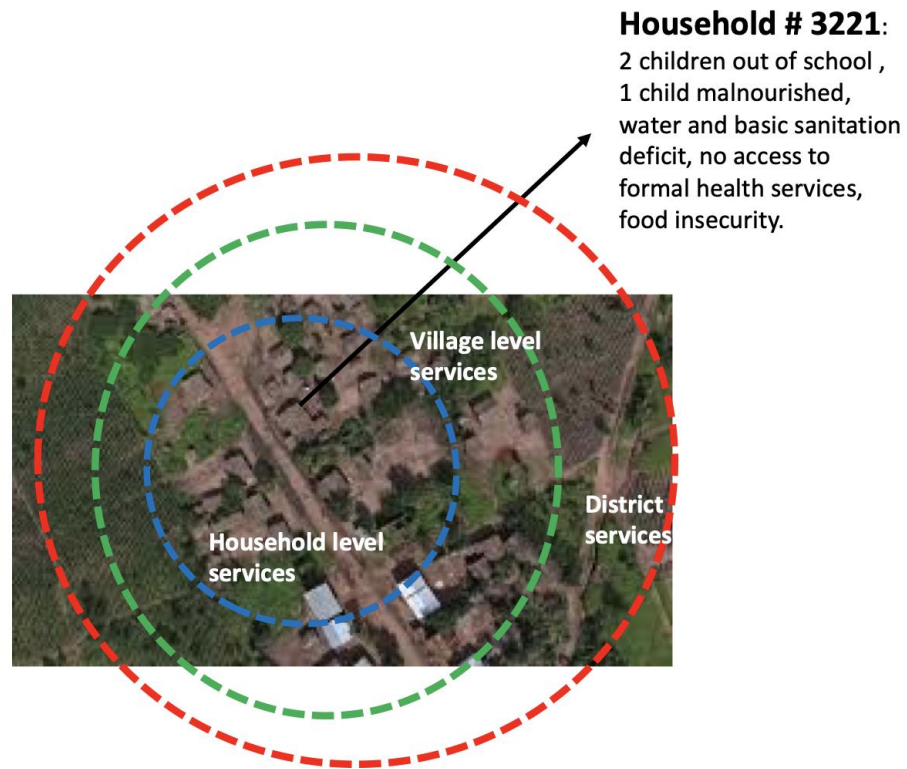 Household # 3221:
2 children out of school ,
1 child malnourished,
water and basic sanitation
deficit, no access to
formal health services,
food insecurity.
Village level
services
District
services
Household level
services